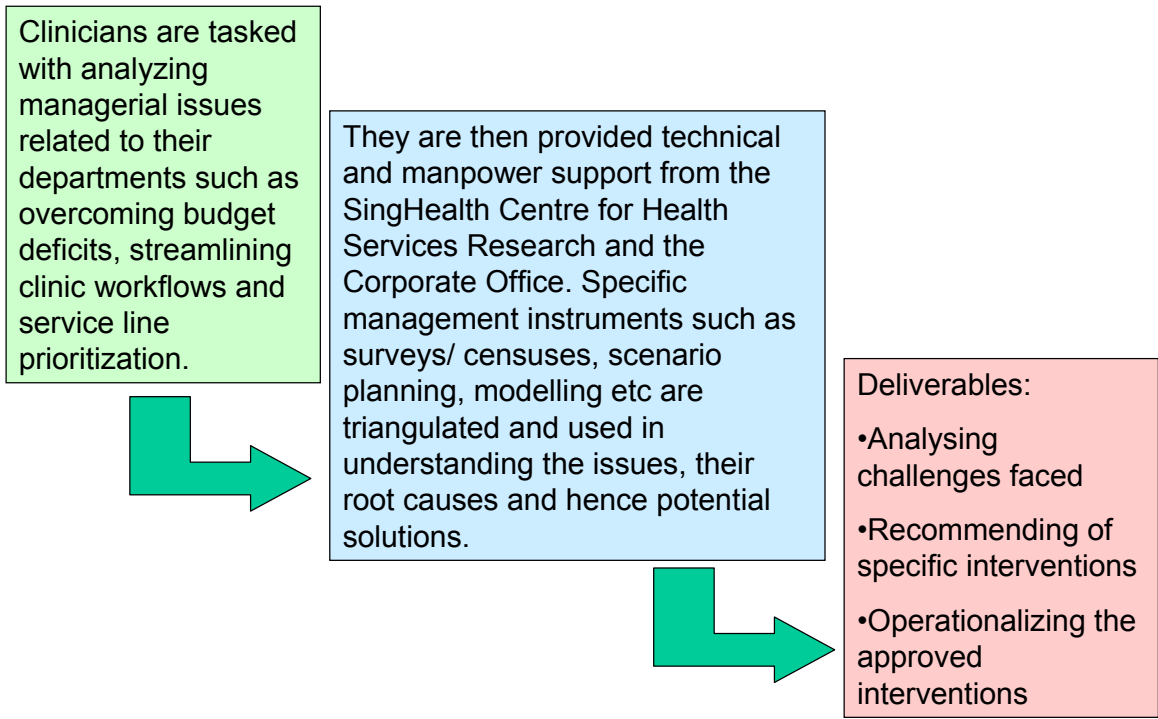 Clinicians are tasked
with analyzing
managerial issues
related to their
departments such as
overcoming budget
deficits, streamlining
clinic workflows and
service line
prioritization.
They are then provided technical
and manpower support from the
SingHealth Centre for Health
Services Research and the
Corporate Office. Specific
management instruments such as
surveys/ censuses, scenario
planning, modelling etc are
triangulated and used in
understanding the issues, their
root causes and hence potential
solutions.
Deliverables:
•Analysing
challenges faced
•Recommending of
specific interventions
•Operationalizing the
approved
interventions